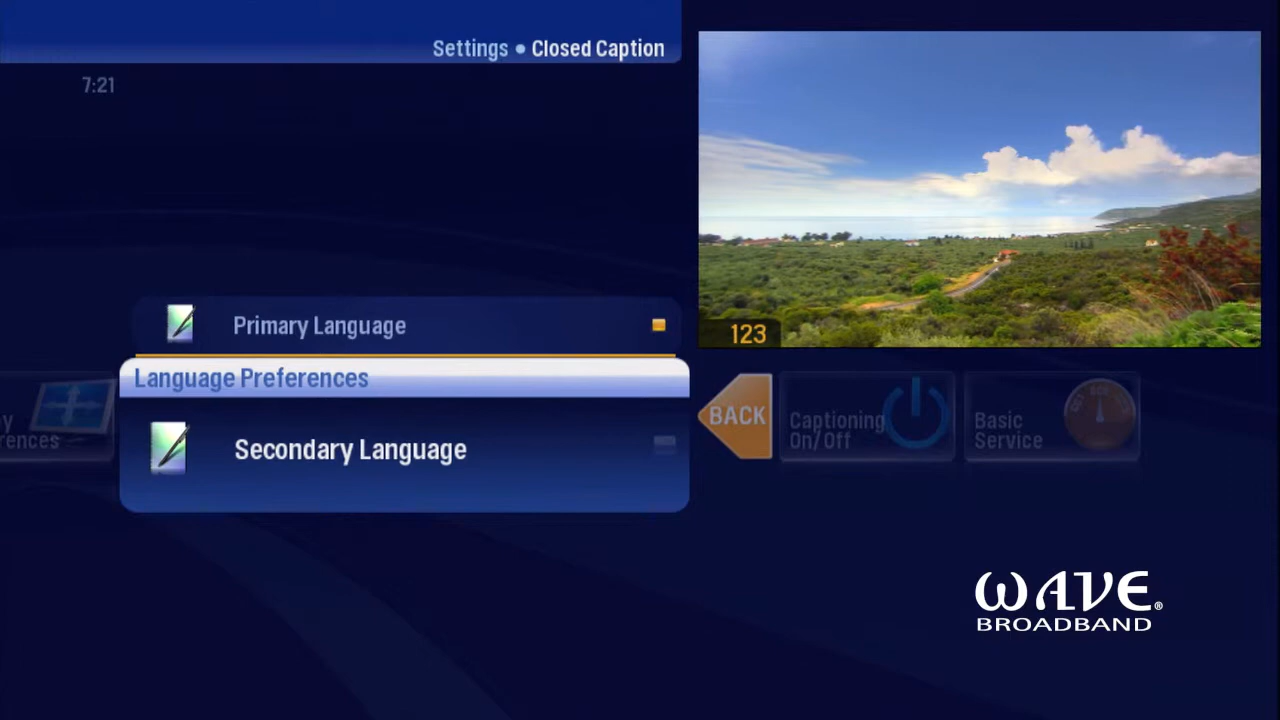 Settings • Closed Caption
7:21
123
Primary Language
Language Preferences
Secondary Language
BACK
Captioning
On/Off
Basic
Service
WAVE®
BROADBAND